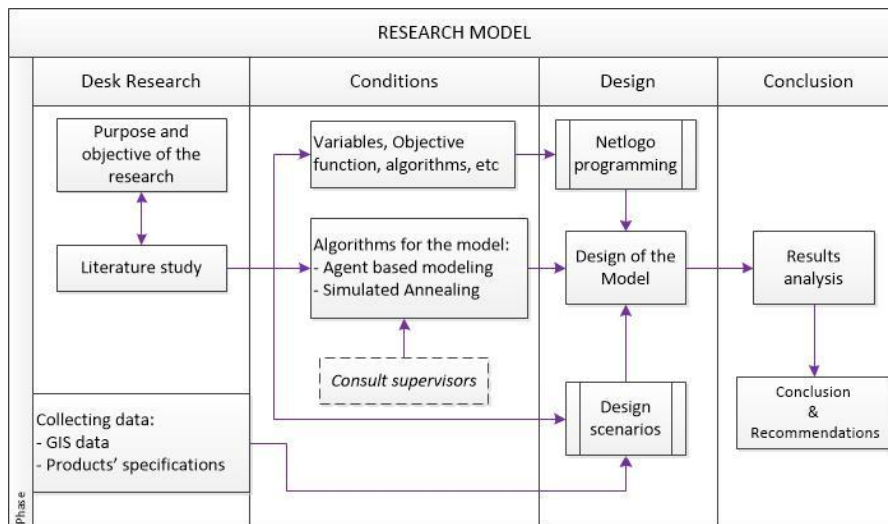 RESEARCH MODEL
Desk Research
Conditions
Design
Conclusion
Purpose and
objective of the
research
Variables, Objective
function, algorithms, etc
Netlogo
programming
Literature study
Algorithms for the model:
- Agent based modeling
- Simulated Annealing
Design of the
Model
Results
analysis
Consult supervisors
Collecting data:
- GIS data
- Products’ specifications
Design
scenarios
Conclusion
&
Recommendations
Phase